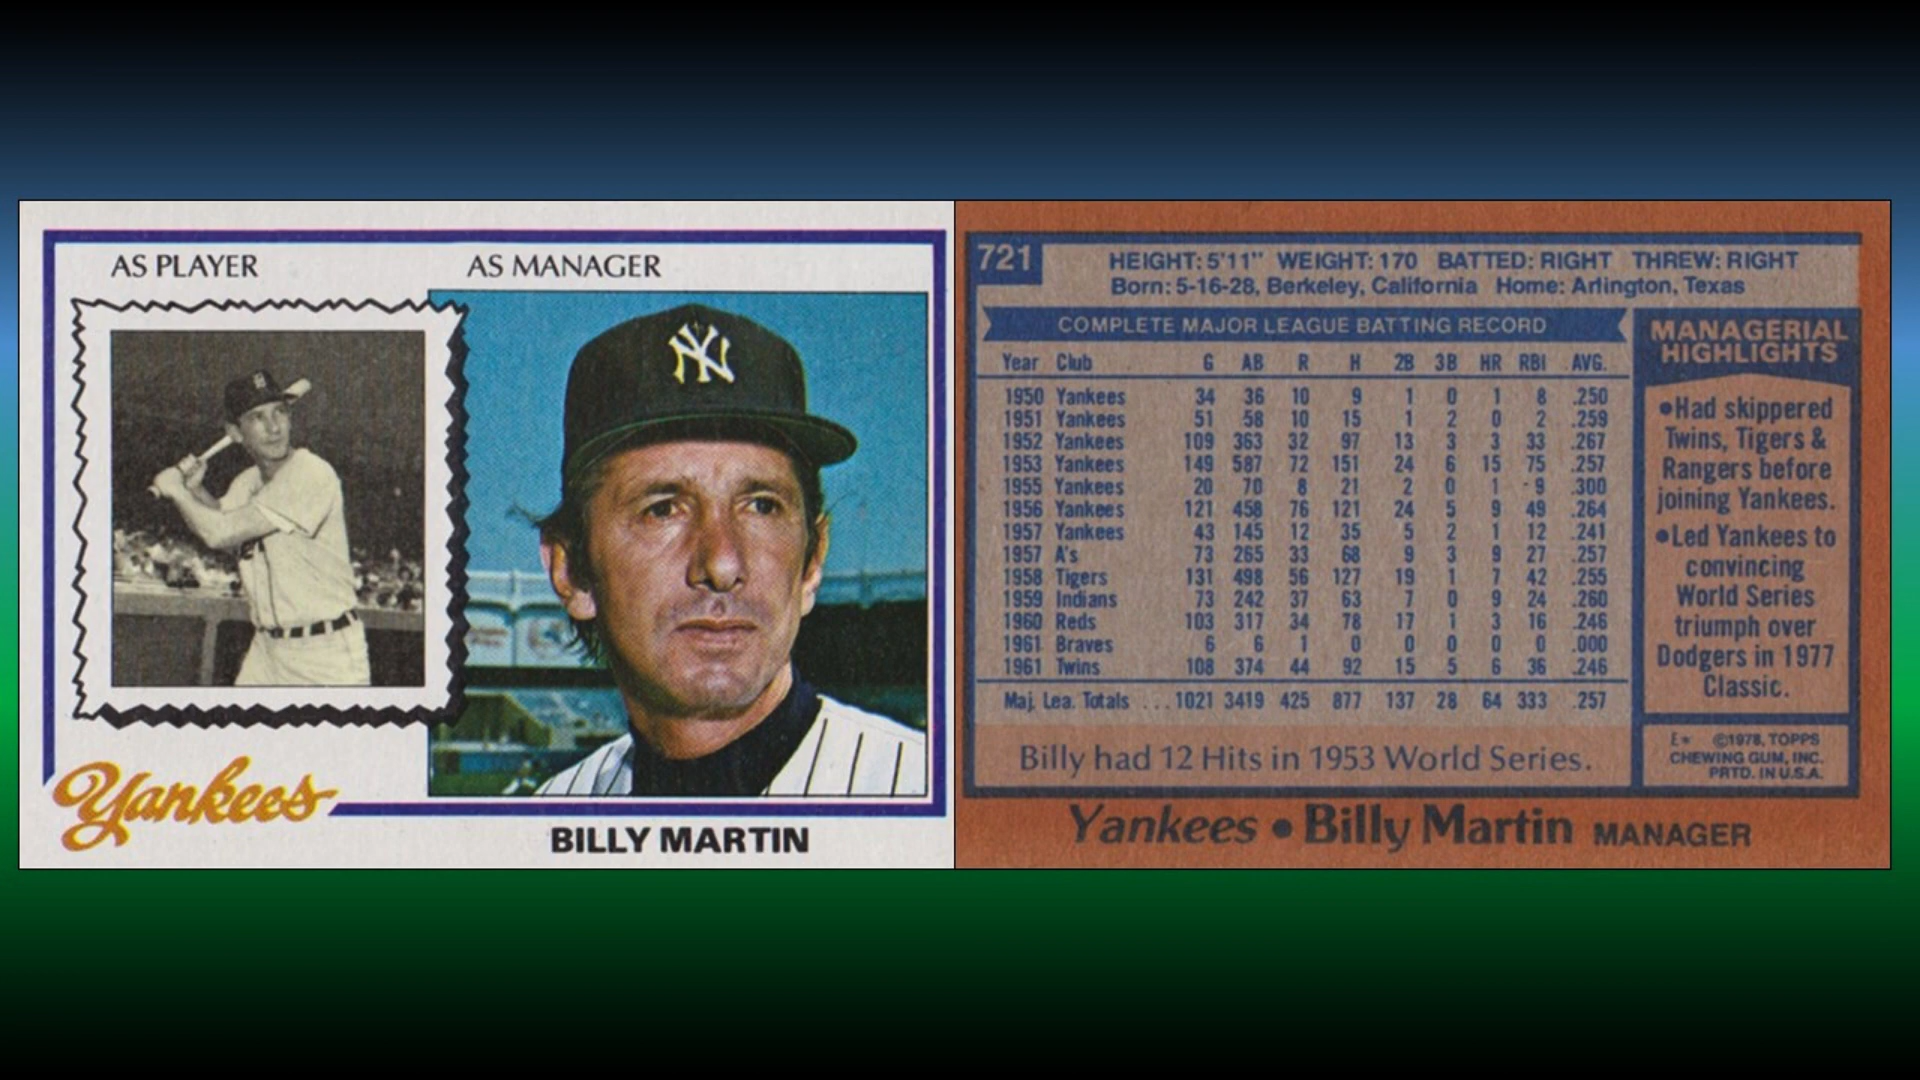 AS PLAYER
AS MANAGER
NY
Yankees
BILLY MARTIN
721
HEIGHT: 5'11" WEIGHT: 170 BATTED: RIGHT THREW: RIGHT
Born: 5-16-28, Berkeley, California Home: Arlington, Texas
COMPLETE MAJOR LEAGUE BATTING RECORD
Year Club G AB R H 2B 3B HR RBI AVG.
1950 Yankees 34 36 10 9 1 0 1 8 .250
1951 Yankees 51 58 10 15 1 2 0 2 .259
1952 Yankees 109 363 32 97 13 3 3 33 .267
1953 Yankees 149 587 72 151 24 6 15 75 .257
1955 Yankees 20 70 8 21 2 0 1 9 .300
1956 Yankees 121 458 76 121 24 5 9 49 .264
1957 Yankees 43 145 12 35 5 2 1 12 .241
1957 A's 73 265 33 68 9 3 9 27 .257
1958 Tigers 131 498 56 127 19 1 7 42 .255
1959 Indians 73 242 37 63 7 0 9 24 .260
1960 Reds 103 317 34 78 17 1 3 16 .246
1961 Braves 6 6 1 0 0 0 0 0 .000
1961 Twins 108 374 44 92 15 5 6 36 .246
Maj. Lea. Totals ... 1021 3419 425 877 137 28 64 333 .257
Billy had 12 Hits in 1953 World Series.
MANAGERIAL
HIGHLIGHTS
•Had skippered
Twins, Tigers &
Rangers before
joining Yankees.
•Led Yankees to
convincing
World Series
triumph over
Dodgers in 1977
Classic.
E* ©1978, TOPPS
CHEWING GUM, INC.
PRTD. IN U.S.A.
Yankees • Billy Martin MANAGER